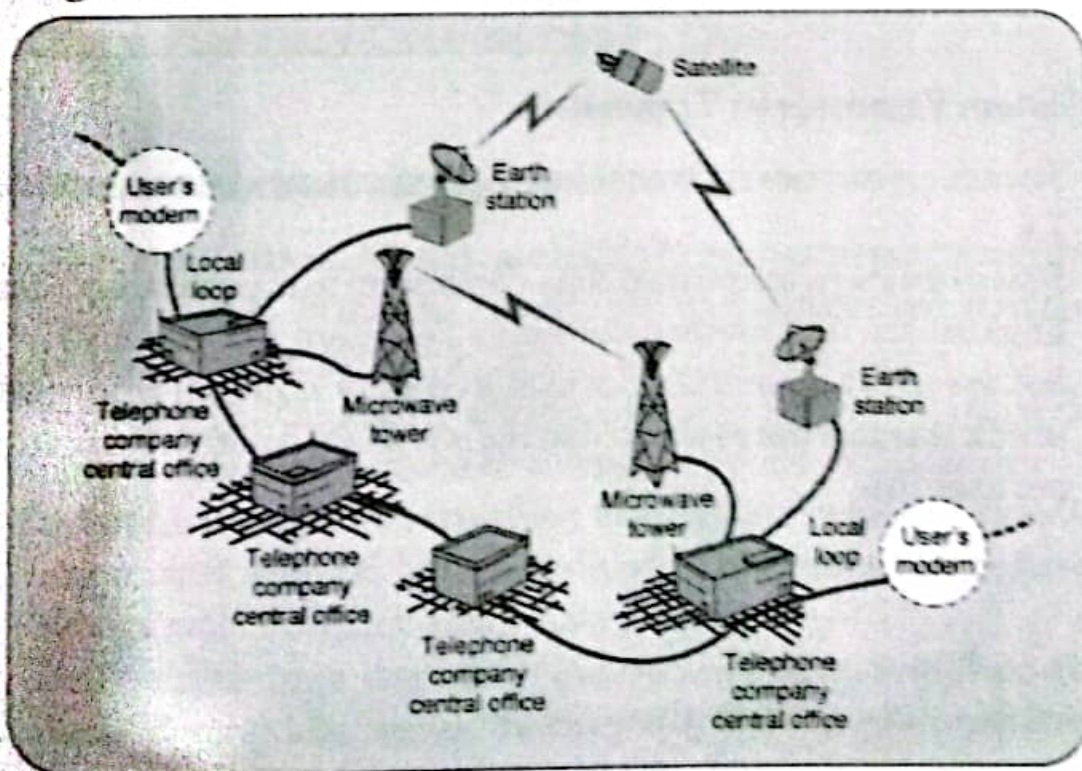 Satellite
Earth
station
User's
modem
Local
loop
Telephone
company
central office
Microwave
tower
Earth
station
Microwave
tower
Telephone
company
central office
Local
loop
User's
modem
Telephone
company
central office
Telephone
company
central office